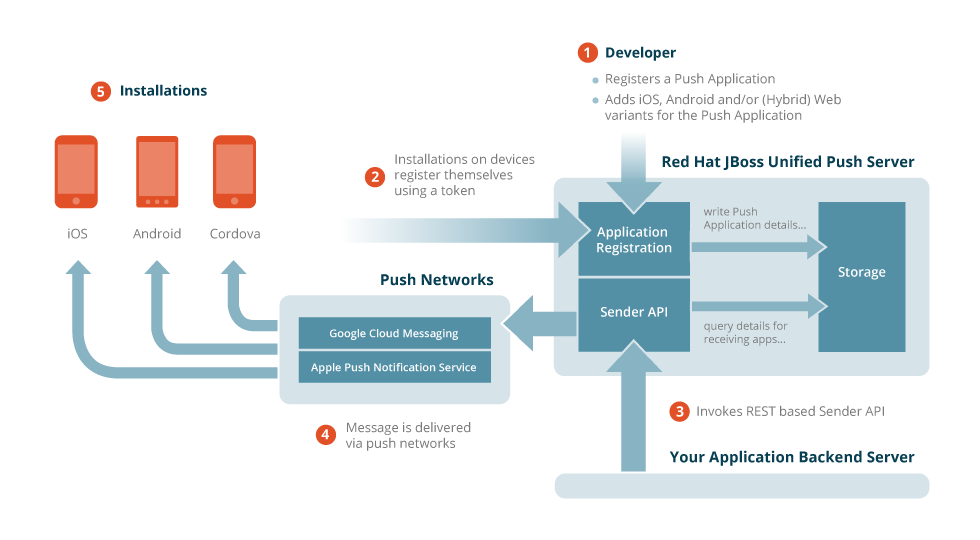 1 Developer
Registers a Push Application
Adds iOS, Android and/or (Hybrid) Web
variants for the Push Application
5 Installations
iOS
Android
Cordova
2 Installations on devices
register themselves
using a token
Red Hat JBoss Unified Push Server
Application
Registration
write Push
Application details...
Storage
Sender API
query details for
receiving apps...
Push Networks
Google Cloud Messaging
Apple Push Notification Service
3 Invokes REST based Sender API
4 Message is delivered
via push networks
Your Application Backend Server